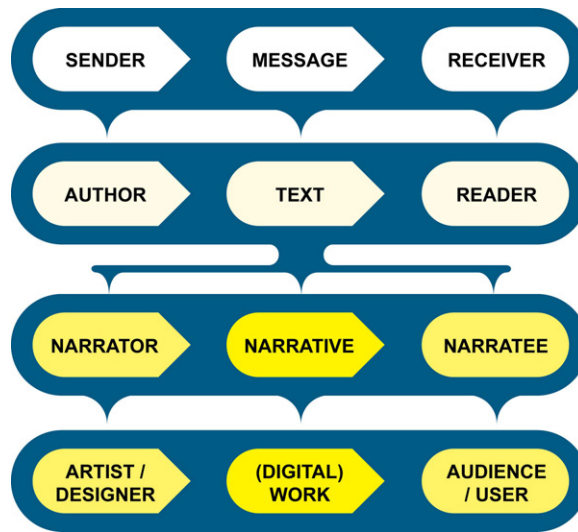 SENDER MESSAGE RECEIVER
AUTHOR TEXT READER
NARRATOR NARRATIVE NARRATEE
ARTIST / (DIGITAL) AUDIENCE
DESIGNER WORK / USER